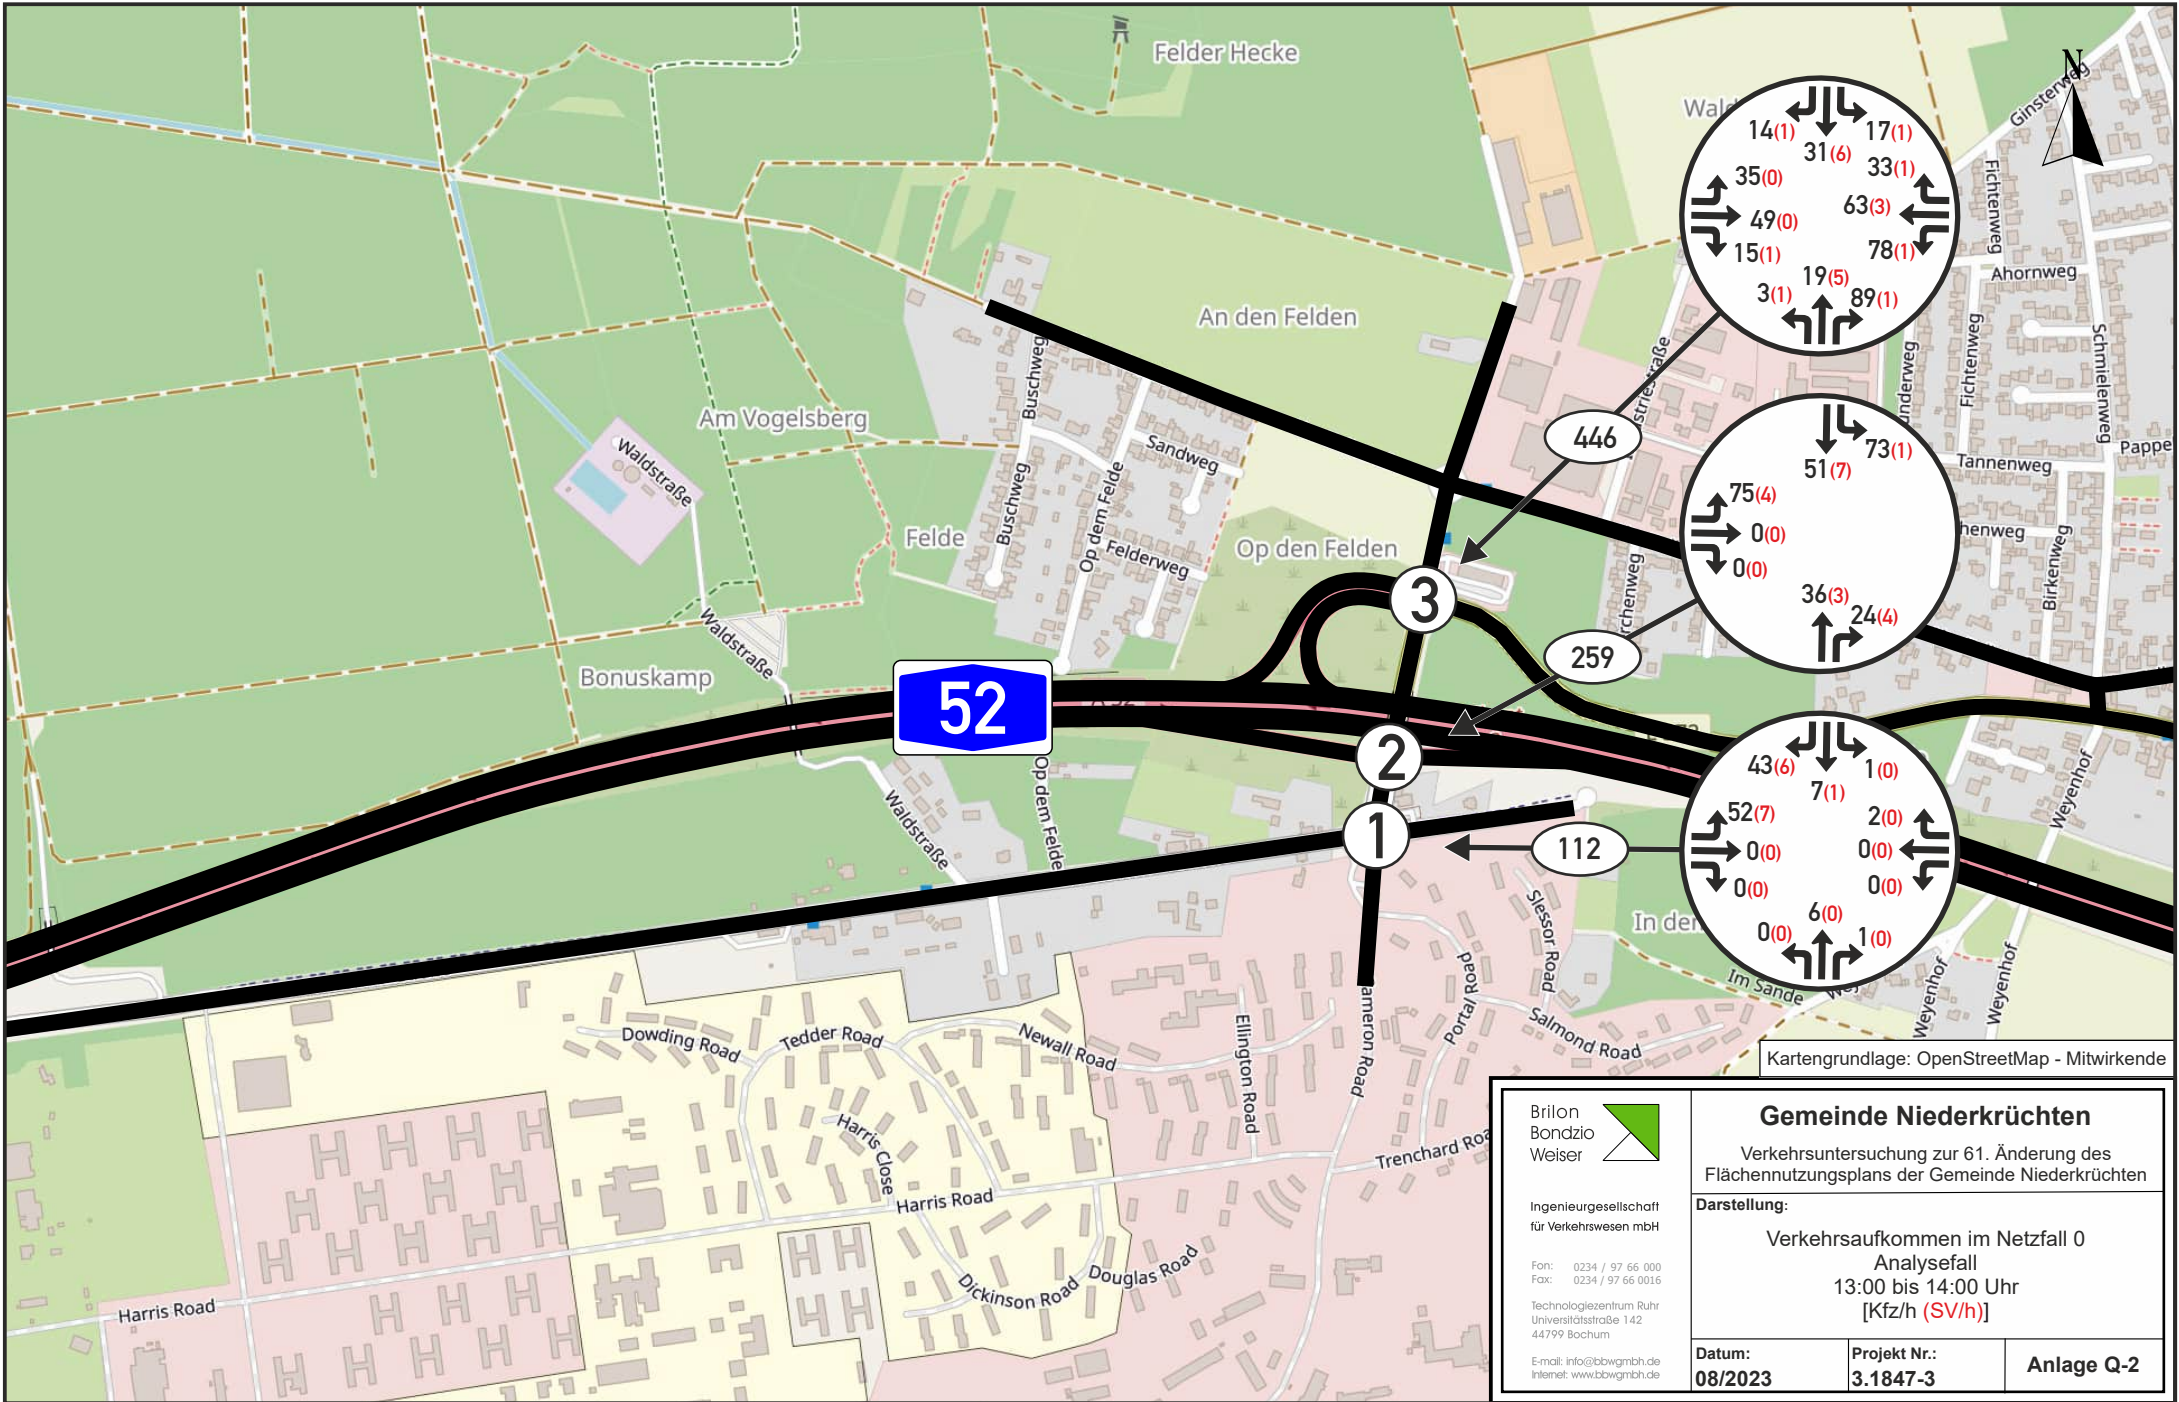 Felder Hecke
N
Ginsterweg
14(1)
31(6)
17(1)
35(0)
33(1)
49(0)
63(3)
15(1)
78(1)
3(1)
19(5)
89(1)
Fichtenweg
Ahornweg
An den Felden
Buschweg
Fichtenweg
Schmielenweg
Am Vogelsberg
446
73(1)
51(7)
Waldstraße
Sandweg
Tannenweg
75(4)
0(0)
0(0)
36(3)
24(4)
Buschweg
Op dem Felde
Felderweg
Felde
Op den Felden
Birkenweg
3
Waldstraße
259
Bonuskamp
52
2
43(6)
7(1)
1(0)
52(7)
2(0)
0(0)
0(0)
0(0)
0(0)
0(0)
6(0)
1(0)
Waldstraße
Op dem Felde
1
112
Weyenhof
Slessor Road
Portal Road
Salmond Road
Im Sande
Weyenhof
Weyenhof
Dowding Road
Tedder Road
Newall Road
Ellington Road
Harris Close
Harris Road
Dickinson Road
Douglas Road
Harris Road
Kartengrundlage: OpenStreetMap - Mitwirkende
Brilon
Bondzio
Weiser
Ingenieurgesellschaft
für Verkehrswesen mbH
Fon: 0234 / 97 66 000
Fax: 0234 / 97 66 0016
Technologiezentrum Ruhr
Universitätsstraße 142
44799 Bochum
E-mail: info@bbwgmbh.de
Internet: www.bbwgmbh.de
Gemeinde Niederkrüchten
Verkehrsuntersuchung zur 61. Änderung des
Flächennutzungsplans der Gemeinde Niederkrüchten
Darstellung:
Verkehrsaufkommen im Netzfall 0
Analysefall
13:00 bis 14:00 Uhr
[Kfz/h (SV/h)]
Datum:
08/2023
Projekt Nr.:
3.1847-3
Anlage Q-2